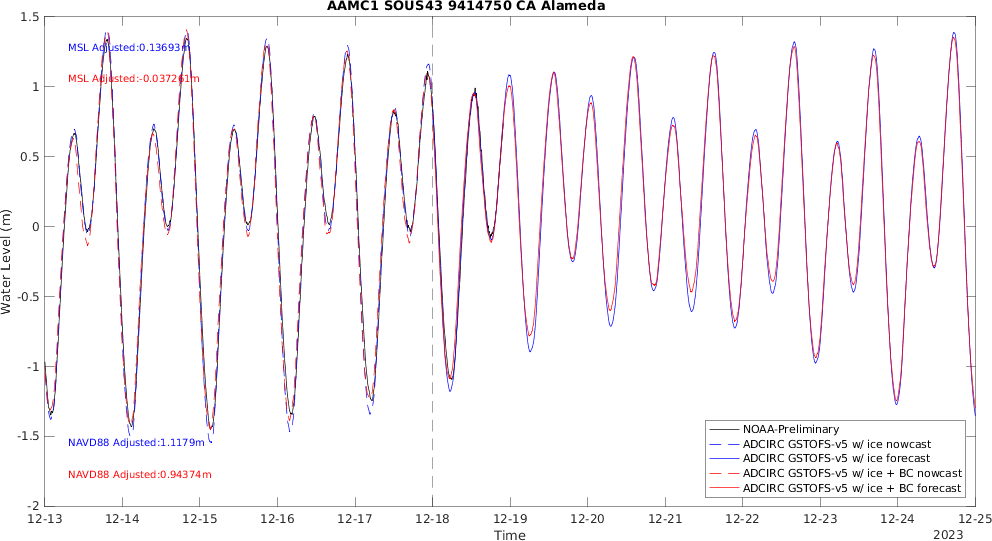 AAMC1 SOUS43 9414750 CA Alameda
1.5
1
0.5
0
-0.5
-1
-1.5
-2
Water Level (m)
MSL Adjusted:0.13693m
MSL Adjusted:-0.037261m
NAVD88 Adjusted:1.1179m
NAVD88 Adjusted:0.94374m
NOAA-Preliminary
ADCIRC GSTOFS-v5 w/ ice nowcast
ADCIRC GSTOFS-v5 w/ ice forecast
ADCIRC GSTOFS-v5 w/ ice + BC nowcast
ADCIRC GSTOFS-v5 w/ ice + BC forecast
12-13 12-14 12-15 12-16 12-17 12-18 12-19 12-20 12-21 12-22 12-23 12-24 12-25
Time
2023